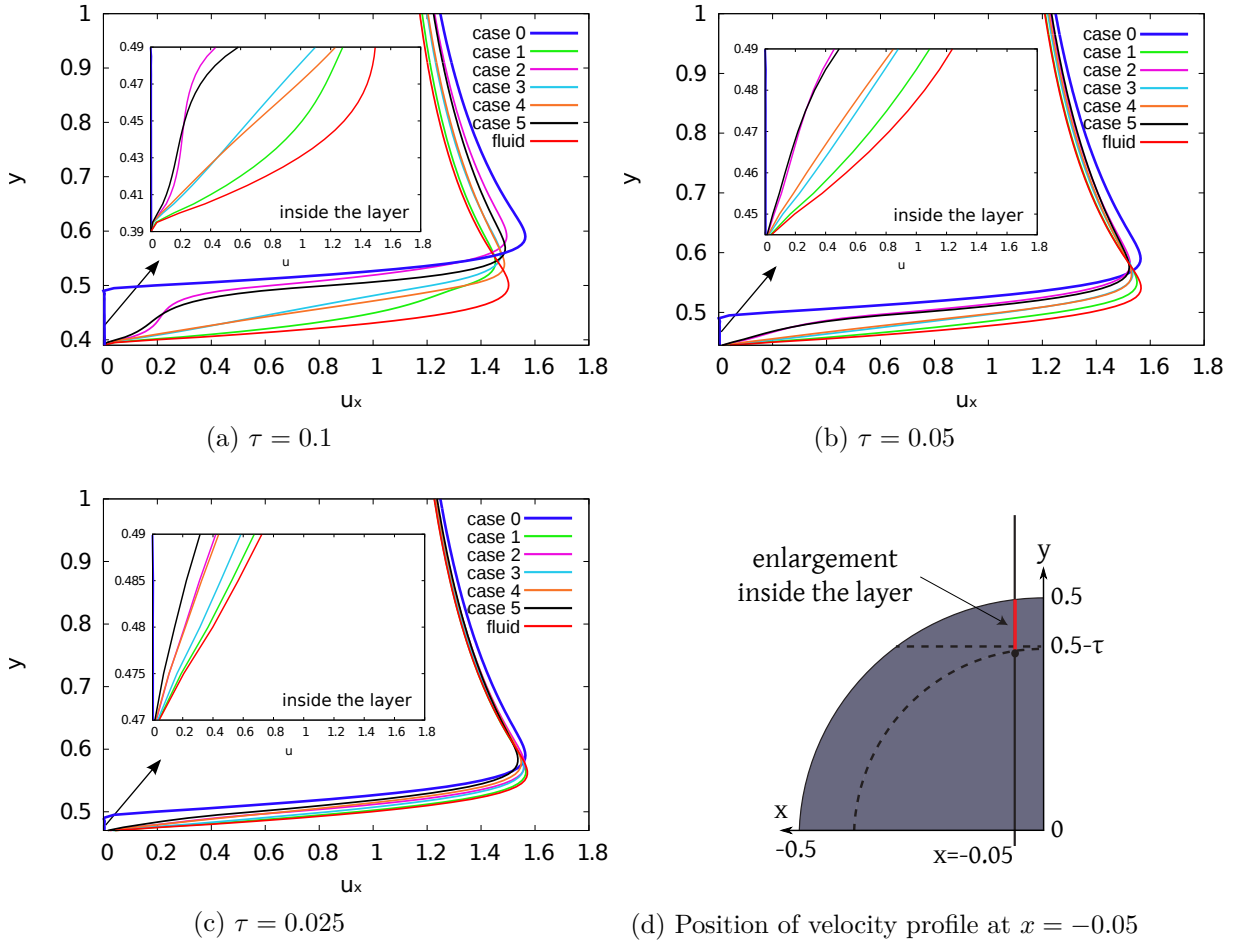 1
0.9
0.8
0.7
0.6
0.5
0.4
y
0 0.2 0.4 0.6 0.8 1 1.2 1.4 1.6 1.8
uₓ
case 0
case 1
case 2
case 3
case 4
case 5
fluid
0.49
0.47
0.45
0.43
0.41
0.39
0 0.2 0.4 0.6 0.8 1 1.2 1.4 1.6 1.8
u
inside the layer
(a) τ = 0.1
1
0.9
0.8
0.7
0.6
0.5
y
0 0.2 0.4 0.6 0.8 1 1.2 1.4 1.6 1.8
uₓ
case 0
case 1
case 2
case 3
case 4
case 5
fluid
0.49
0.48
0.47
0.46
0.45
0 0.2 0.4 0.6 0.8 1 1.2 1.4 1.6 1.8
u
inside the layer
(b) τ = 0.05
1
0.9
0.8
0.7
0.6
0.5
y
0 0.2 0.4 0.6 0.8 1 1.2 1.4 1.6 1.8
uₓ
case 0
case 1
case 2
case 3
case 4
case 5
fluid
0.49
0.485
0.48
0.475
0.47
0 0.2 0.4 0.6 0.8 1 1.2 1.4 1.6 1.8
u
inside the layer
(c) τ = 0.025
enlargement
inside the layer
y
0.5
0.5-τ
x
0
-0.5
x=-0.05
(d) Position of velocity profile at x = −0.05